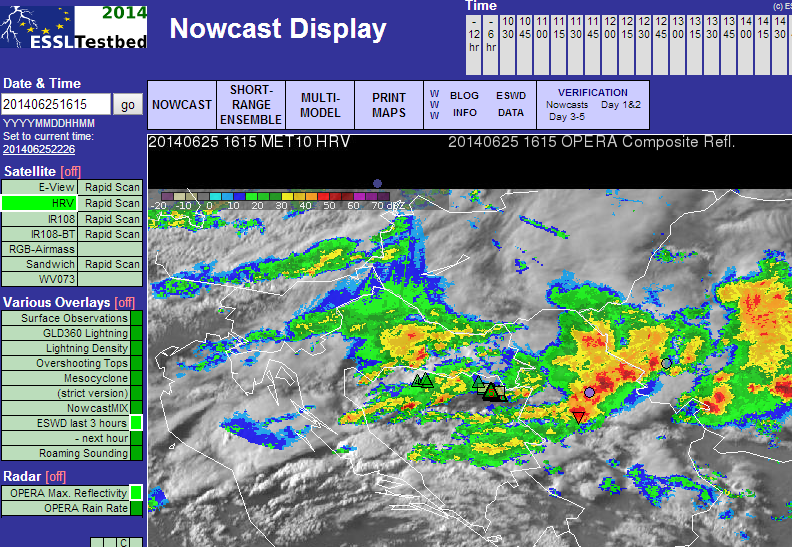 2014
ESSLTestbed
Nowcast Display
Time
(c) ES
- 12 hr
- 6 hr
10 30
10 45
11 00
11 15
11 30
11 45
12 00
12 15
12 30
12 45
13 00
13 15
13 30
13 45
14 00
14 15
14 30
Date & Time
201406251615 go
YYYYMMDDHHMM
Set to current time:
201406252226
NOWCAST
SHORT-
RANGE
ENSEMBLE
MULTI-
MODEL
PRINT
MAPS
W
W
W
BLOG
INFO
ESWD
DATA
VERIFICATION
Nowcasts Day 1&2
Day 3-5
20140625 1615 MET10 HRV
20140625 1615 OPERA Composite Refl.
-20 -10 0 10 20 30 40 50 60 70 dBZ
Satellite [off]
E-View Rapid Scan
HRV Rapid Scan
IR108 Rapid Scan
IR108-BT Rapid Scan
RGB-Airmass
Sandwich Rapid Scan
WV073
Various Overlays [off]
Surface Observations
GLD360 Lightning
Lightning Density
Overshooting Tops
Mesocyclone
(strict version)
NowcastMIX
ESWD last 3 hours
- next hour
Roaming Sounding
Radar [off]
OPERA Max. Reflectivity
OPERA Rain Rate
C